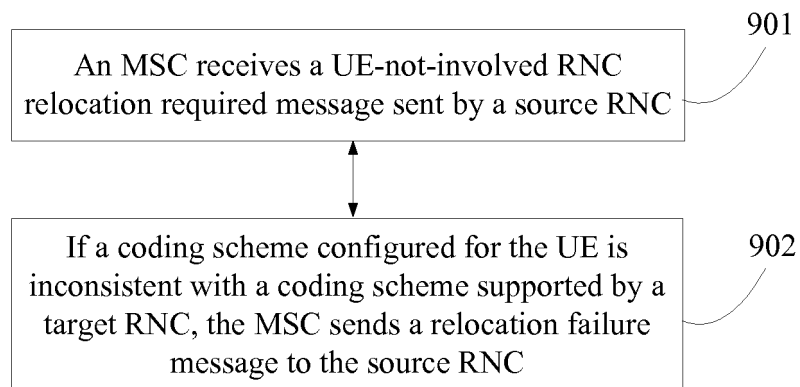 901
An MSC receives a UE-not-involved RNC
relocation required message sent by a source RNC
902
If a coding scheme configured for the UE is
inconsistent with a coding scheme supported by a
target RNC, the MSC sends a relocation failure
message to the source RNC